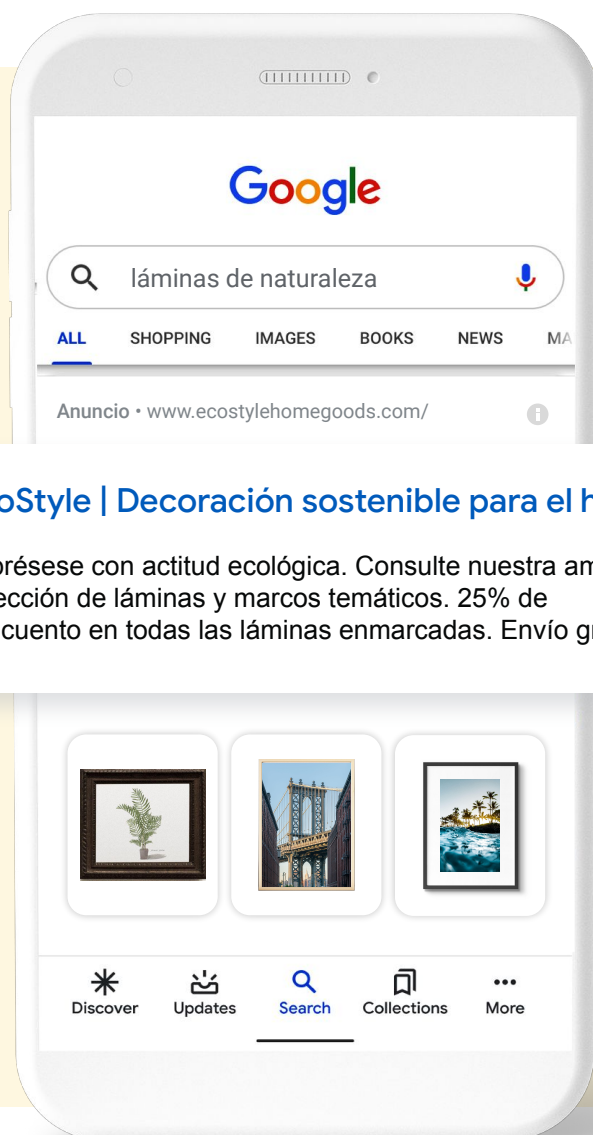 Google
láminas de naturaleza
ALL SHOPPING IMAGES BOOKS NEWS MA
Anuncio • www.ecostylehomegoods.com/
oStyle | Decoración sostenible para el h
présese con actitud ecológica. Consulte nuestra am
ección de láminas y marcos temáticos. 25% de
cuento en todas las láminas enmarcadas. Envío gr
Discover Updates Search Collections More